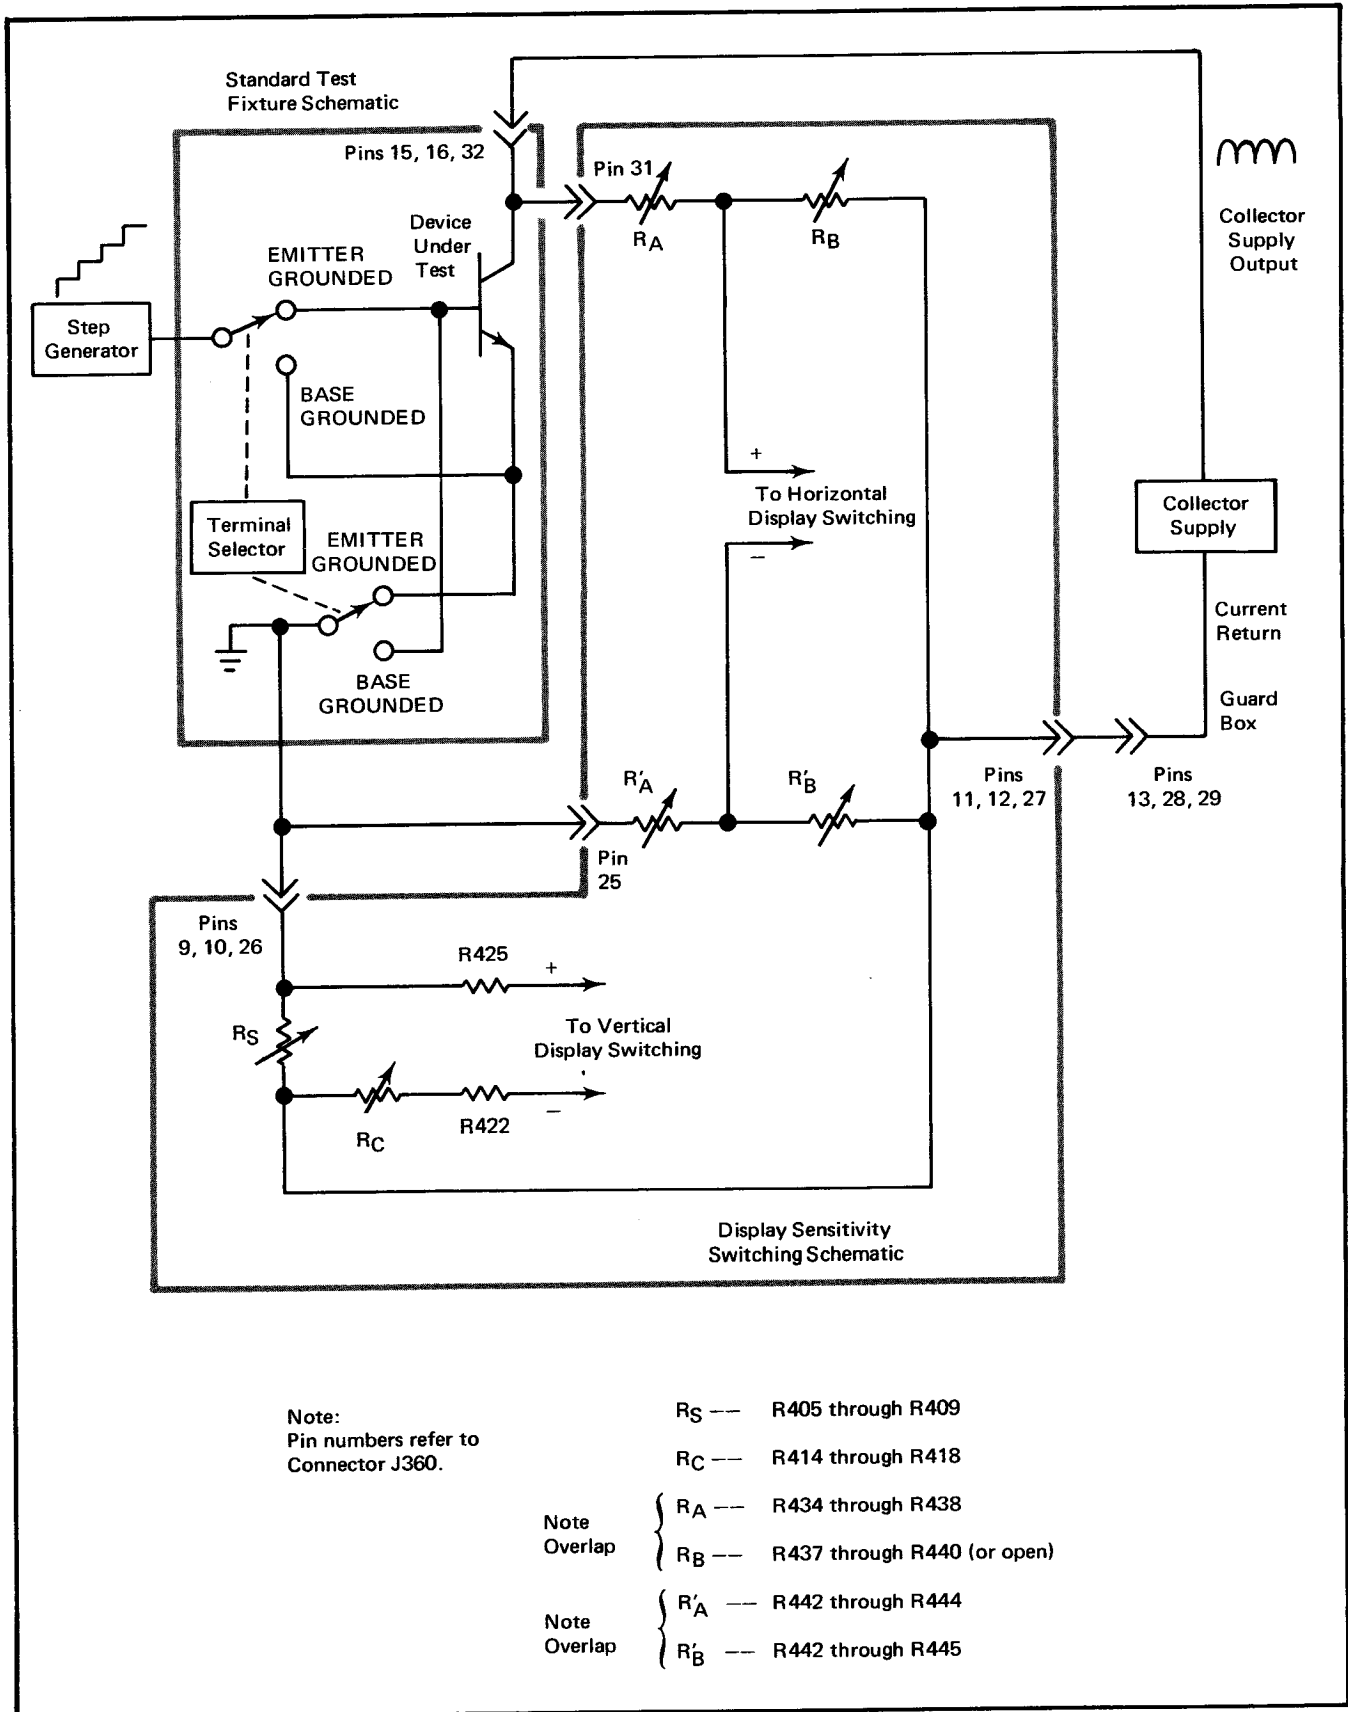 Standard Test
Fixture Schematic
Pins 15, 16, 32
Pin 31
RA
RB
Collector
Supply
Output
Device
Under
Test
EMITTER
GROUNDED
Step
Generator
BASE
GROUNDED
+
To Horizontal
Display Switching
–
Collector
Supply
Terminal
Selector
EMITTER
GROUNDED
Current
Return
BASE
GROUNDED
Guard
Box
R'A
R'B
Pins
11, 12, 27
Pins
13, 28, 29
Pin
25
Pins
9, 10, 26
R425
+
RS
To Vertical
Display Switching
RC
R422
–
Display Sensitivity
Switching Schematic
Note:
Pin numbers refer to
Connector J360.
RS –– R405 through R409
RC –– R414 through R418
Note
Overlap
RA –– R434 through R438
RB –– R437 through R440 (or open)
Note
Overlap
R'A –– R442 through R444
R'B –– R442 through R445